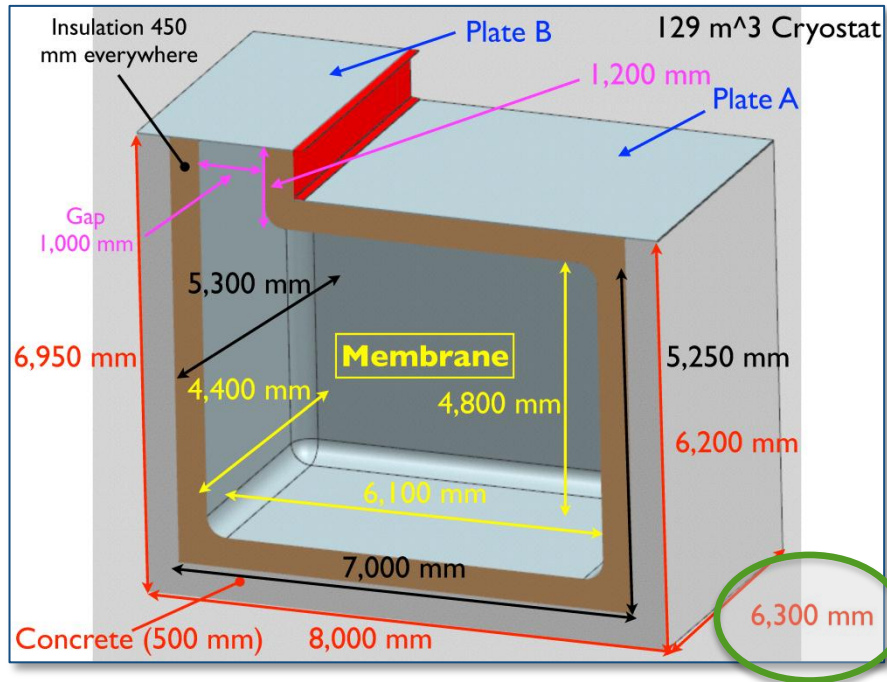 Insulation 450
mm everywhere
Plate B
129 m^3 Cryostat
1,200 mm
Plate A
Gap
1,000 mm
5,300 mm
6,950 mm
Membrane
5,250 mm
4,400 mm
4,800 mm
6,200 mm
6,100 mm
7,000 mm
6,300 mm
Concrete (500 mm)
8,000 mm